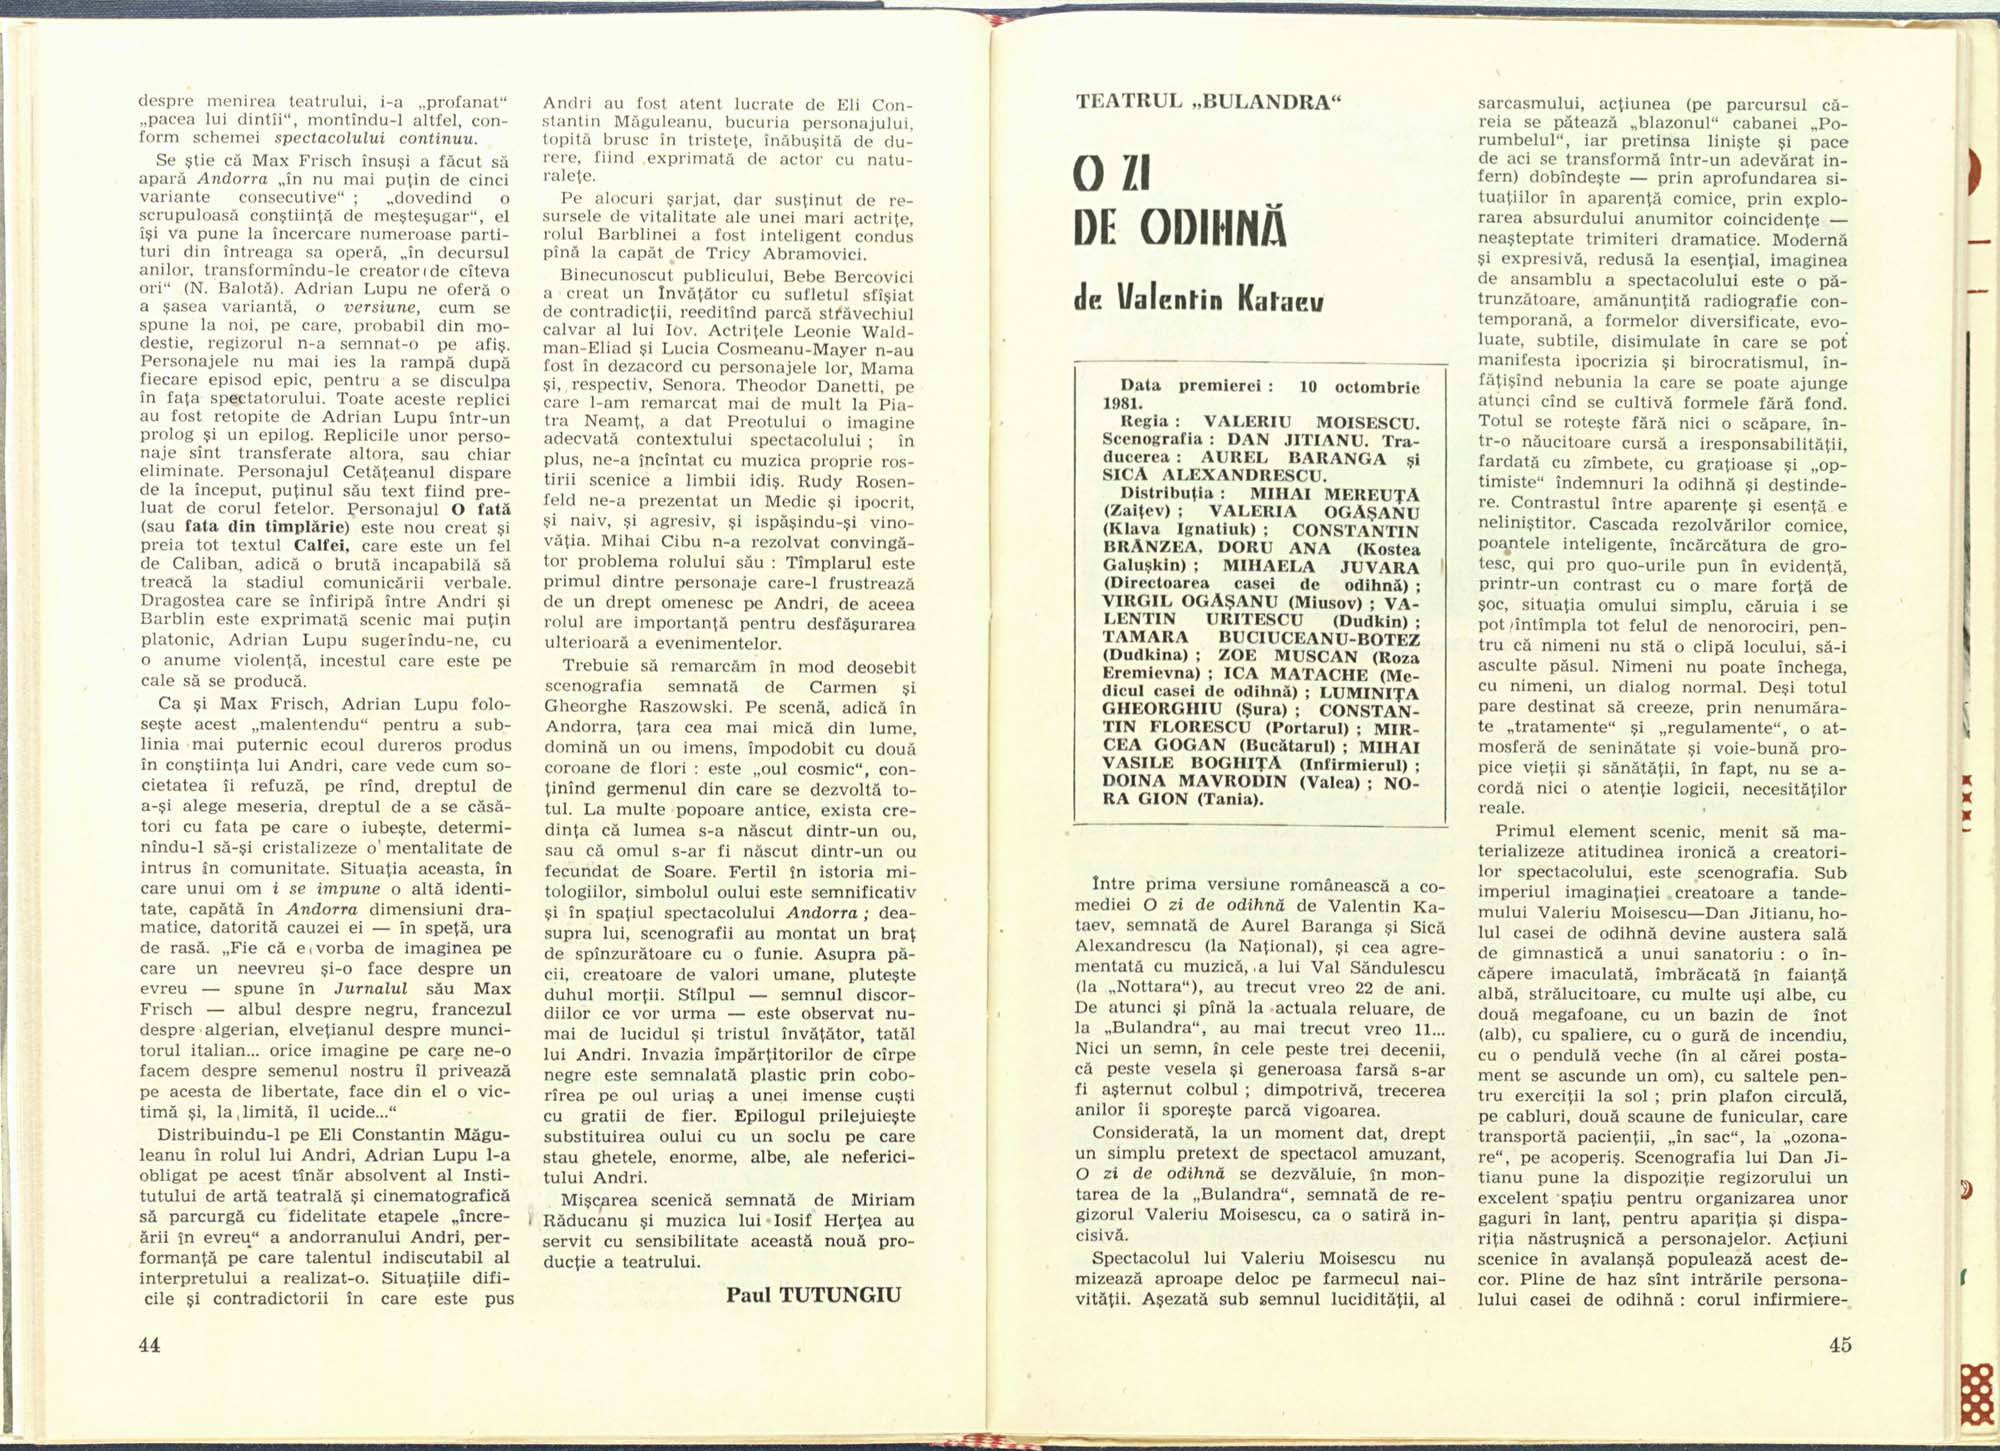 despre menirea teatrului, i-a „profanat“
„pacea lui dintîi“, montîndu-l altfel, con-
form schemei spectacolului continuu.
Se știe că Max Frisch însuși a făcut să
apară Andorra „în nu mai puțin de cinci
variante consecutive“ ; „dovedind o
scrupuloasă conștiință de meșteșugar“, el
își va pune la încercare numeroase parti-
turi din întreaga sa operă, „în decursul
anilor, transformîndu-le creator de cîteva
ori“ (N. Balotă). Adrian Lupu ne oferă o
a șasea variantă, o versiune, cum se
spune la noi, pe care, probabil din mo-
destie, regizorul n-a semnat-o pe afiș.
Personajele nu mai ies la rampă după
fiecare episod epic, pentru a se disculpa
în fața spectatorului. Toate aceste replici
au fost retopite de Adrian Lupu într-un
prolog și un epilog. Replicile unor perso-
naje sînt transferate altora, sau chiar
eliminate. Personajul Cetățeanul dispare
de la început, puținul său text fiind pre-
luat de corul fetelor. Personajul O fată
(sau fata din tîmplărie) este nou creat și
preia tot textul Calfei, care este un fel
de Caliban, adică o brută incapabilă să
treacă la stadiul comunicării verbale.
Dragostea care se înfiripă între Andri și
Barblin este exprimată scenic mai puțin
platonic, Adrian Lupu sugerîndu-ne, cu
o anume violență, incestul care este pe
cale să se producă.
Ca și Max Frisch, Adrian Lupu folo-
sește acest „malentendu“ pentru a sub-
linia mai puternic ecoul dureros produs
în conștiința lui Andri, care vede cum so-
cietatea îi refuză, pe rînd, dreptul de
a-și alege meseria, dreptul de a se căsă-
tori cu fata pe care o iubește, determi-
nîndu-l să-și cristalizeze o mentalitate de
intrus în comunitate. Situația aceasta, în
care unui om i se impune o altă identi-
tate, capătă în Andorra dimensiuni dra-
matice, datorită cauzei ei — în speță, ura
de rasă. „Fie că e vorba de imaginea pe
care un neevreu și-o face despre un
evreu — spune în Jurnalul său Max
Frisch — albul despre negru, francezul
despre algerian, elvețianul despre munci-
torul italian... orice imagine pe care ne-o
facem despre semenul nostru îl privează
pe acesta de libertate, face din el o vic-
timă și, la limită, îl ucide...“
Distribuindu-l pe Eli Constantin Măgu-
leanu în rolul lui Andri, Adrian Lupu l-a
obligat pe acest tînăr absolvent al Insti-
tutului de artă teatrală și cinematografică
să parcurgă cu fidelitate etapele „încre-
ării în evreu“ a andorranului Andri, per-
formanță pe care talentul indiscutabil al
interpretului a realizat-o. Situațiile difi-
cile și contradictorii în care este pus
Andri au fost atent lucrate de Eli Con-
stantin Măguleanu, bucuria personajului,
topită brusc în tristețe, înăbușită de du-
rere, fiind exprimată de actor cu natu-
ralețe.
Pe alocuri șarjat, dar susținut de re-
sursele de vitalitate ale unei mari actrițe,
rolul Barblinei a fost inteligent condus
pînă la capăt de Tricy Abramovici.
Binecunoscut publicului, Bebe Bercovici
a creat un Învățător cu sufletul sfîșiat
de contradicții, reeditînd parcă străvechiul
calvar al lui Iov. Actrițele Leonie Wald-
man-Eliad și Lucia Cosmeanu-Mayer n-au
fost în dezacord cu personajele lor, Mama
și, respectiv, Senora. Theodor Danetti, pe
care l-am remarcat mai de mult la Pia-
tra Neamț, a dat Preotului o imagine
adecvată contextului spectacolului ; în
plus, ne-a încîntat cu muzica proprie ros-
tirii scenice a limbii idiș. Rudy Rosen-
feld ne-a prezentat un Medic și ipocrit,
și naiv, și agresiv, și ispășindu-și vino-
văția. Mihai Cibu n-a rezolvat convingă-
tor problema rolului său : Tîmplarul este
primul dintre personaje care-l frustrează
de un drept omenesc pe Andri, de aceea
rolul are importanță pentru desfășurarea
ulterioară a evenimentelor.
Trebuie să remarcăm în mod deosebit
scenografia semnată de Carmen și
Gheorghe Raszowski. Pe scenă, adică în
Andorra, țara cea mai mică din lume,
domină un ou imens, împodobit cu două
coroane de flori : este „oul cosmic“, con-
ținînd germenul din care se dezvoltă to-
tul. La multe popoare antice, exista cre-
dința că lumea s-a născut dintr-un ou,
sau că omul s-ar fi născut dintr-un ou
fecundat de Soare. Fertil în istoria mi-
tologiilor, simbolul oului este semnificativ
și în spațiul spectacolului Andorra ; dea-
supra lui, scenografii au montat un braț
de spînzurătoare cu o funie. Asupra pă-
cii, creatoare de valori umane, plutește
duhul morții. Stîlpul — semnul discor-
diilor ce vor urma — este observat nu-
mai de lucidul și tristul învățător, tatăl
lui Andri. Invazia împărțitorilor de cîrpe
negre este semnalată plastic prin cobo-
rîrea pe oul uriaș a unei imense cuști
cu gratii de fier. Epilogul prilejuiește
substituirea oului cu un soclu pe care
stau ghetele, enorme, albe, ale neferici-
tului Andri.
Mișcarea scenică semnată de Miriam
Răducanu și muzica lui Iosif Herțea au
servit cu sensibilitate această nouă pro-
ducție a teatrului.
Paul TUTUNGIU
44
TEATRUL „BULANDRA“
O ZI
DE ODIHNĂ
de Valentin Kataev
Data premierei : 10 octombrie
1981.
Regia : VALERIU MOISESCU.
Scenografia : DAN JITIANU. Tra-
ducerea : AUREL BARANGA și
SICĂ ALEXANDRESCU.
Distribuția : MIHAI MEREUȚĂ
(Zaițev) ; VALERIA OGĂȘANU
(Klava Ignatiuk) ; CONSTANTIN
BRÂNZEA, DORU ANA (Kostea
Galușkin) ; MIHAELA JUVARA
(Directoarea casei de odihnă) ;
VIRGIL OGĂȘANU (Miusov) ; VA-
LENTIN URITESCU (Dudkin) ;
TAMARA BUCIUCEANU-BOTEZ
(Dudkina) ; ZOE MUSCAN (Roza
Eremievna) ; ICA MATACHE (Me-
dicul casei de odihnă) ; LUMINIȚA
GHEORGHIU (Șura) ; CONSTAN-
TIN FLORESCU (Portarul) ; MIR-
CEA GOGAN (Bucătarul) ; MIHAI
VASILE BOGHIȚĂ (Infirmierul) ;
DOINA MAVRODIN (Valea) ; NO-
RA GION (Tania).
Între prima versiune românească a co-
mediei O zi de odihnă de Valentin Ka-
taev, semnată de Aurel Baranga și Sică
Alexandrescu (la Național), și cea agre-
mentată cu muzică, a lui Val Săndulescu
(la „Nottara“), au trecut vreo 22 de ani.
De atunci și pînă la actuala reluare, de
la „Bulandra“, au mai trecut vreo 11...
Nici un semn, în cele peste trei decenii,
că peste vesela și generoasa farsă s-ar
fi așternut colbul ; dimpotrivă, trecerea
anilor îi sporește parcă vigoarea.
Considerată, la un moment dat, drept
un simplu pretext de spectacol amuzant,
O zi de odihnă se dezvăluie, în mon-
tarea de la „Bulandra“, semnată de re-
gizorul Valeriu Moisescu, ca o satiră in-
cisivă.
Spectacolul lui Valeriu Moisescu nu
mizează aproape deloc pe farmecul nai-
vității. Așezată sub semnul lucidității, al
sarcasmului, acțiunea (pe parcursul că-
reia se pătează „blazonul“ cabanei „Po-
rumbelul“, iar pretinsa liniște și pace
de aci se transformă într-un adevărat in-
fern) dobîndește — prin aprofundarea si-
tuațiilor în aparență comice, prin explo-
rarea absurdului anumitor coincidențe —
neașteptate trimiteri dramatice. Modernă
și expresivă, redusă la esențial, imaginea
de ansamblu a spectacolului este o pă-
trunzătoare, amănunțită radiografie con-
temporană, a formelor diversificate, evo-
luate, subtile, disimulate în care se pot
manifesta ipocrizia și birocratismul, în-
fățișînd nebunia la care se poate ajunge
atunci cînd se cultivă formele fără fond.
Totul se rotește fără nici o scăpare, în-
tr-o năucitoare cursă a iresponsabilității,
fardată cu zîmbete, cu grațioase și „op-
timiste“ îndemnuri la odihnă și destinde-
re. Contrastul între aparențe și esență e
neliniștitor. Cascada rezolvărilor comice,
poantele inteligente, încărcătura de gro-
tesc, qui pro quo-urile pun în evidență,
printr-un contrast cu o mare forță de
șoc, situația omului simplu, căruia i se
pot întîmpla tot felul de nenorociri, pen-
tru că nimeni nu stă o clipă locului, să-i
asculte păsul. Nimeni nu poate închega,
cu nimeni, un dialog normal. Deși totul
pare destinat să creeze, prin nenumăra-
te „tratamente“ și „regulamente“, o at-
mosferă de seninătate și voie-bună pro-
pice vieții și sănătății, în fapt, nu se a-
cordă nici o atenție logicii, necesităților
reale.
Primul element scenic, menit să ma-
terializeze atitudinea ironică a creatori-
lor spectacolului, este scenografia. Sub
imperiul imaginației creatoare a tande-
mului Valeriu Moisescu—Dan Jitianu, ho-
lul casei de odihnă devine austera sală
de gimnastică a unui sanatoriu : o în-
căpere imaculată, îmbrăcată în faianță
albă, strălucitoare, cu multe uși albe, cu
două megafoane, cu un bazin de înot
(alb), cu spaliere, cu o gură de incendiu,
cu o pendulă veche (în al cărei posta-
ment se ascunde un om), cu saltele pen-
tru exerciții la sol ; prin plafon circulă,
pe cabluri, două scaune de funicular, care
transportă pacienții, „în sac“, la „ozona-
re“, pe acoperiș. Scenografia lui Dan Ji-
tianu pune la dispoziție regizorului un
excelent spațiu pentru organizarea unor
gaguri în lanț, pentru apariția și dispa-
riția năstrușnică a personajelor. Acțiuni
scenice în avalanșă populează acest de-
cor. Pline de haz sînt intrările persona-
lului casei de odihnă : corul infirmiere-
45